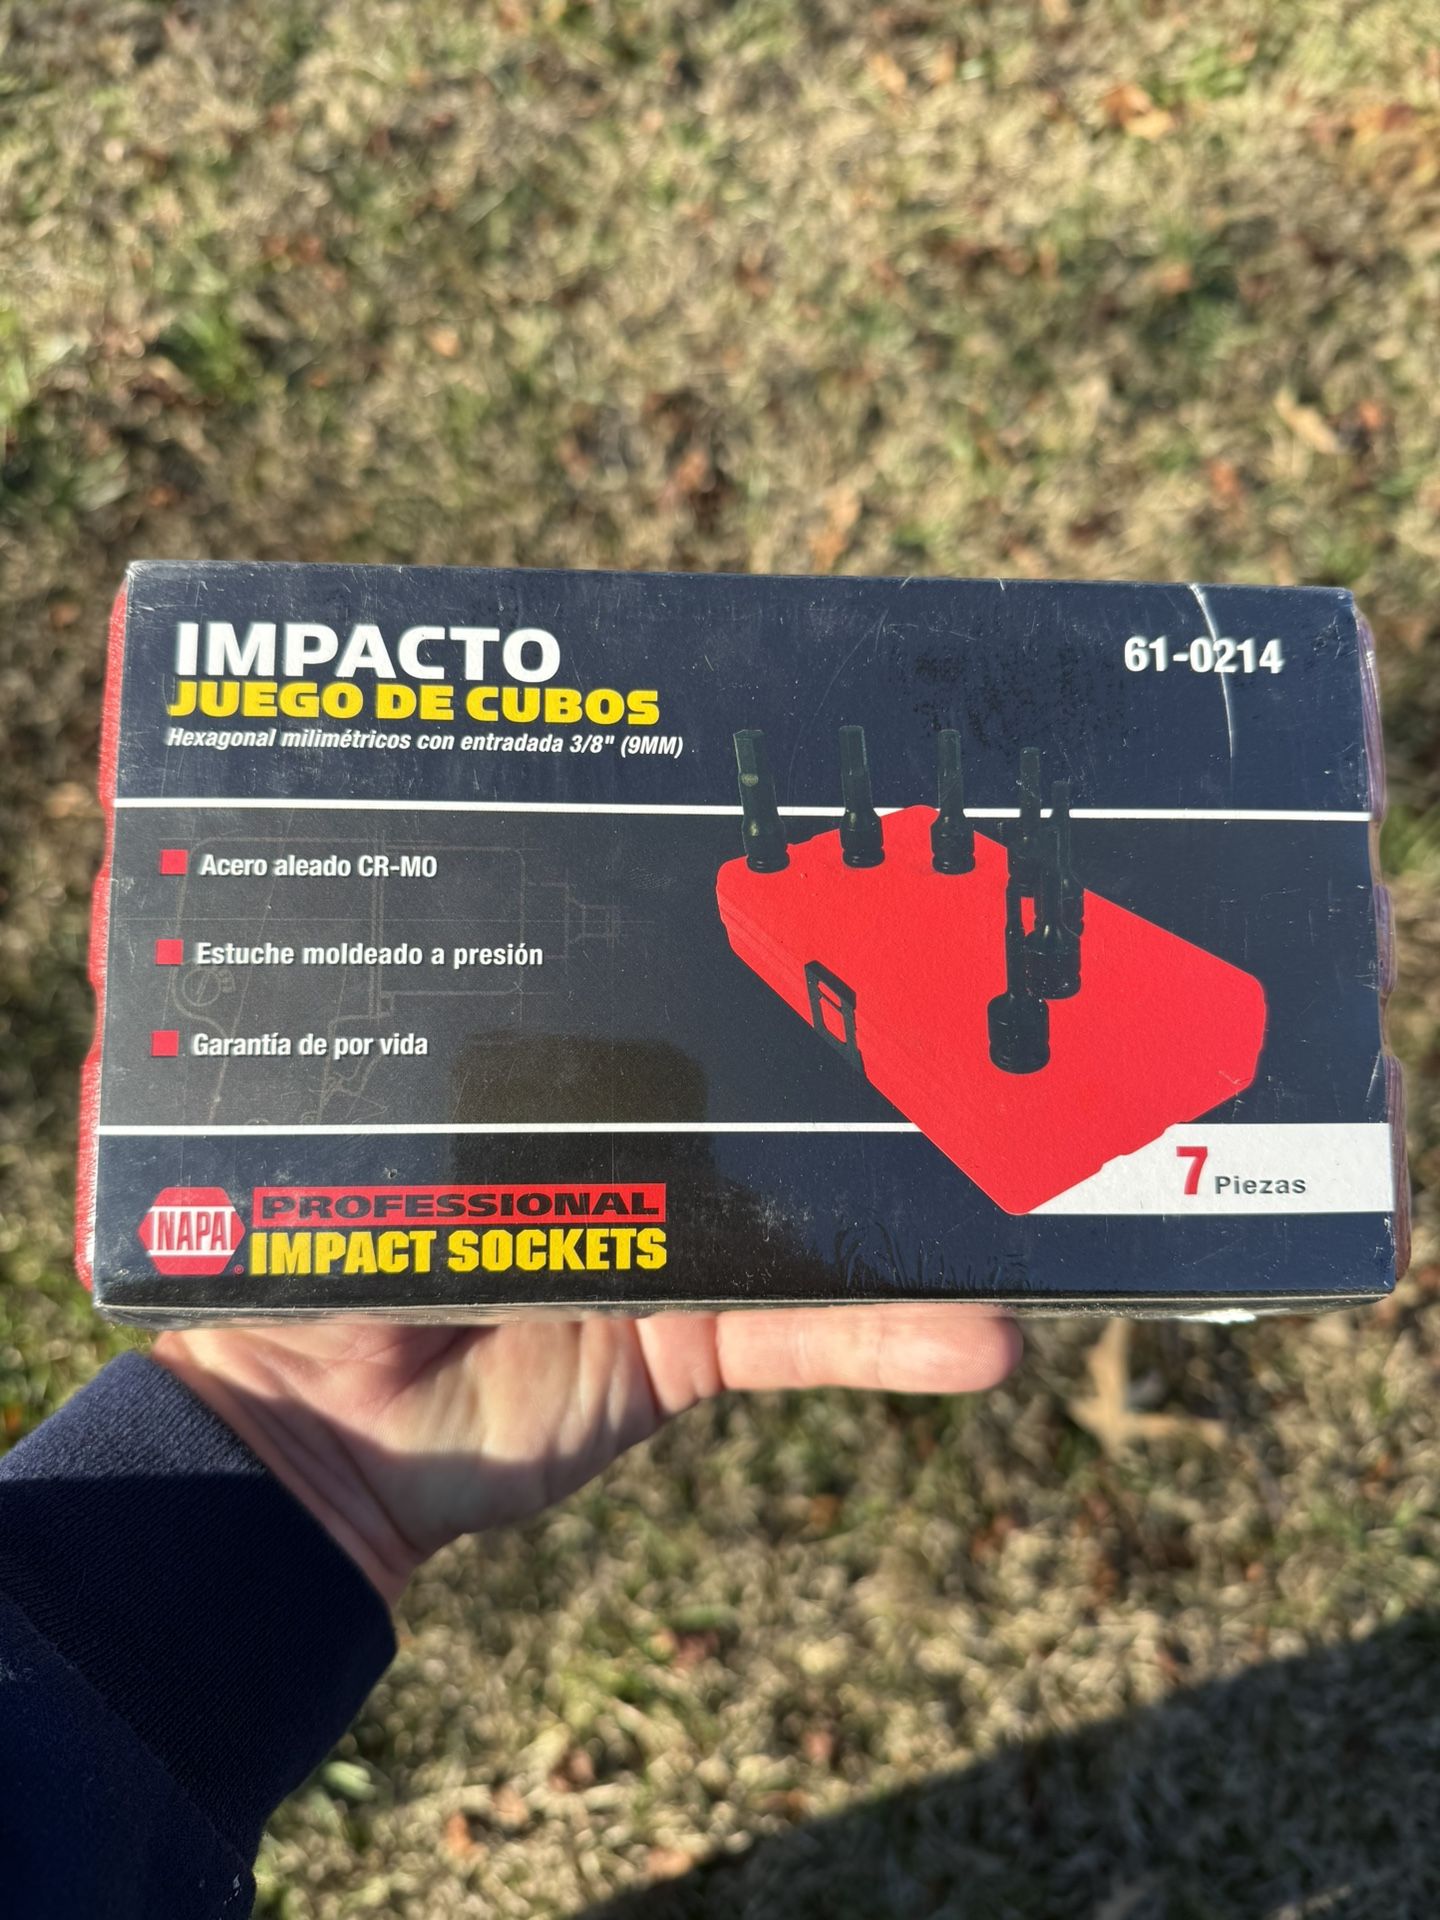 IMPACTO
61-0214
JUEGO DE CUBOS
Hexagonal milimétricos con entradada 3/8" (9MM)
Acero aleado CR-MO
Estuche moldeado a presión
Garantía de por vida
7 Piezas
NAPA
PROFESSIONAL
IMPACT SOCKETS